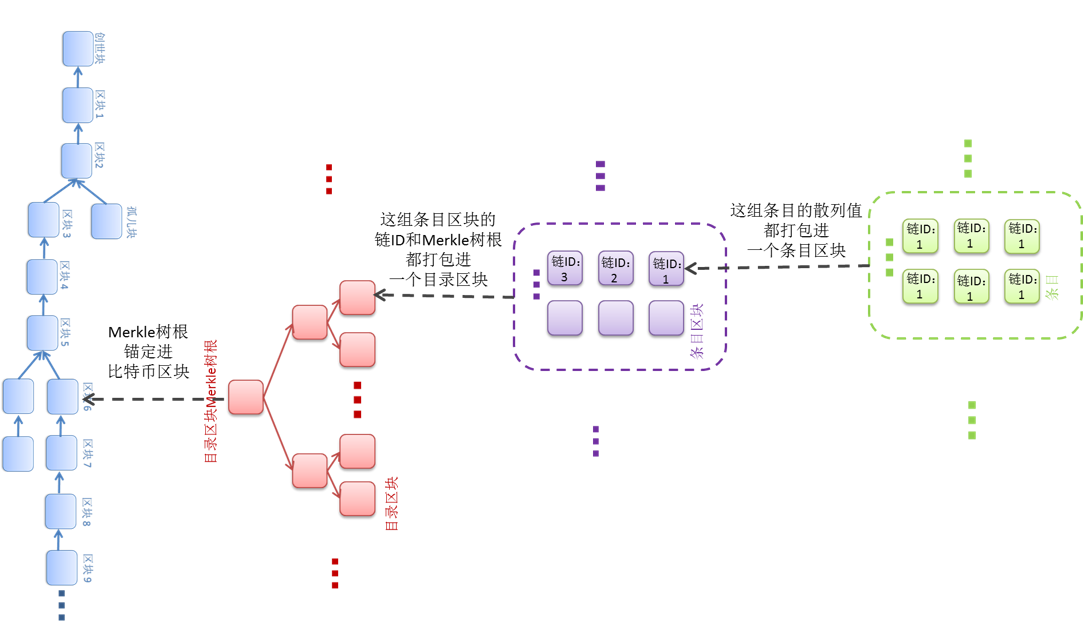 创世块
区块 1
区块2
区块 3
孤儿块
区块 4
区块 5
区块6
区块 7
区块 8
区块 9
Merkle树根
锚定进
比特币区块
目录区块Merkle树根
目录区块
这组条目区块的
链ID和Merkle树根
都打包进
一个目录区块
链ID:
3
链ID:
2
链ID:
1
条目区块
这组条目的散列值
都打包进
一个条目区块
链ID:
1
链ID:
1
链ID:
1
链ID:
1
链ID:
1
链ID:
1
条目